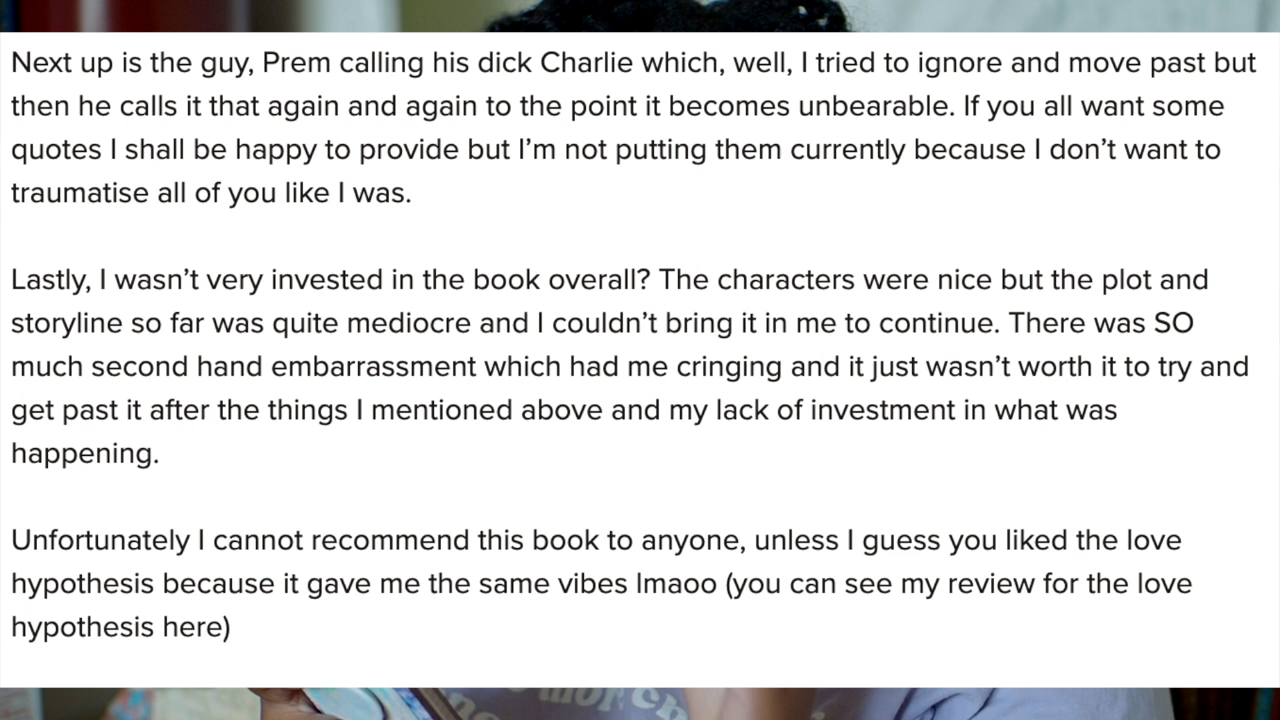 Next up is the guy, Prem calling his dick Charlie which, well, I tried to ignore and move past but
then he calls it that again and again to the point it becomes unbearable. If you all want some
quotes I shall be happy to provide but I’m not putting them currently because I don’t want to
traumatise all of you like I was.
Lastly, I wasn’t very invested in the book overall? The characters were nice but the plot and
storyline so far was quite mediocre and I couldn’t bring it in me to continue. There was SO
much second hand embarrassment which had me cringing and it just wasn’t worth it to try and
get past it after the things I mentioned above and my lack of investment in what was
happening.
Unfortunately I cannot recommend this book to anyone, unless I guess you liked the love
hypothesis because it gave me the same vibes lmaoo (you can see my review for the love
hypothesis here)